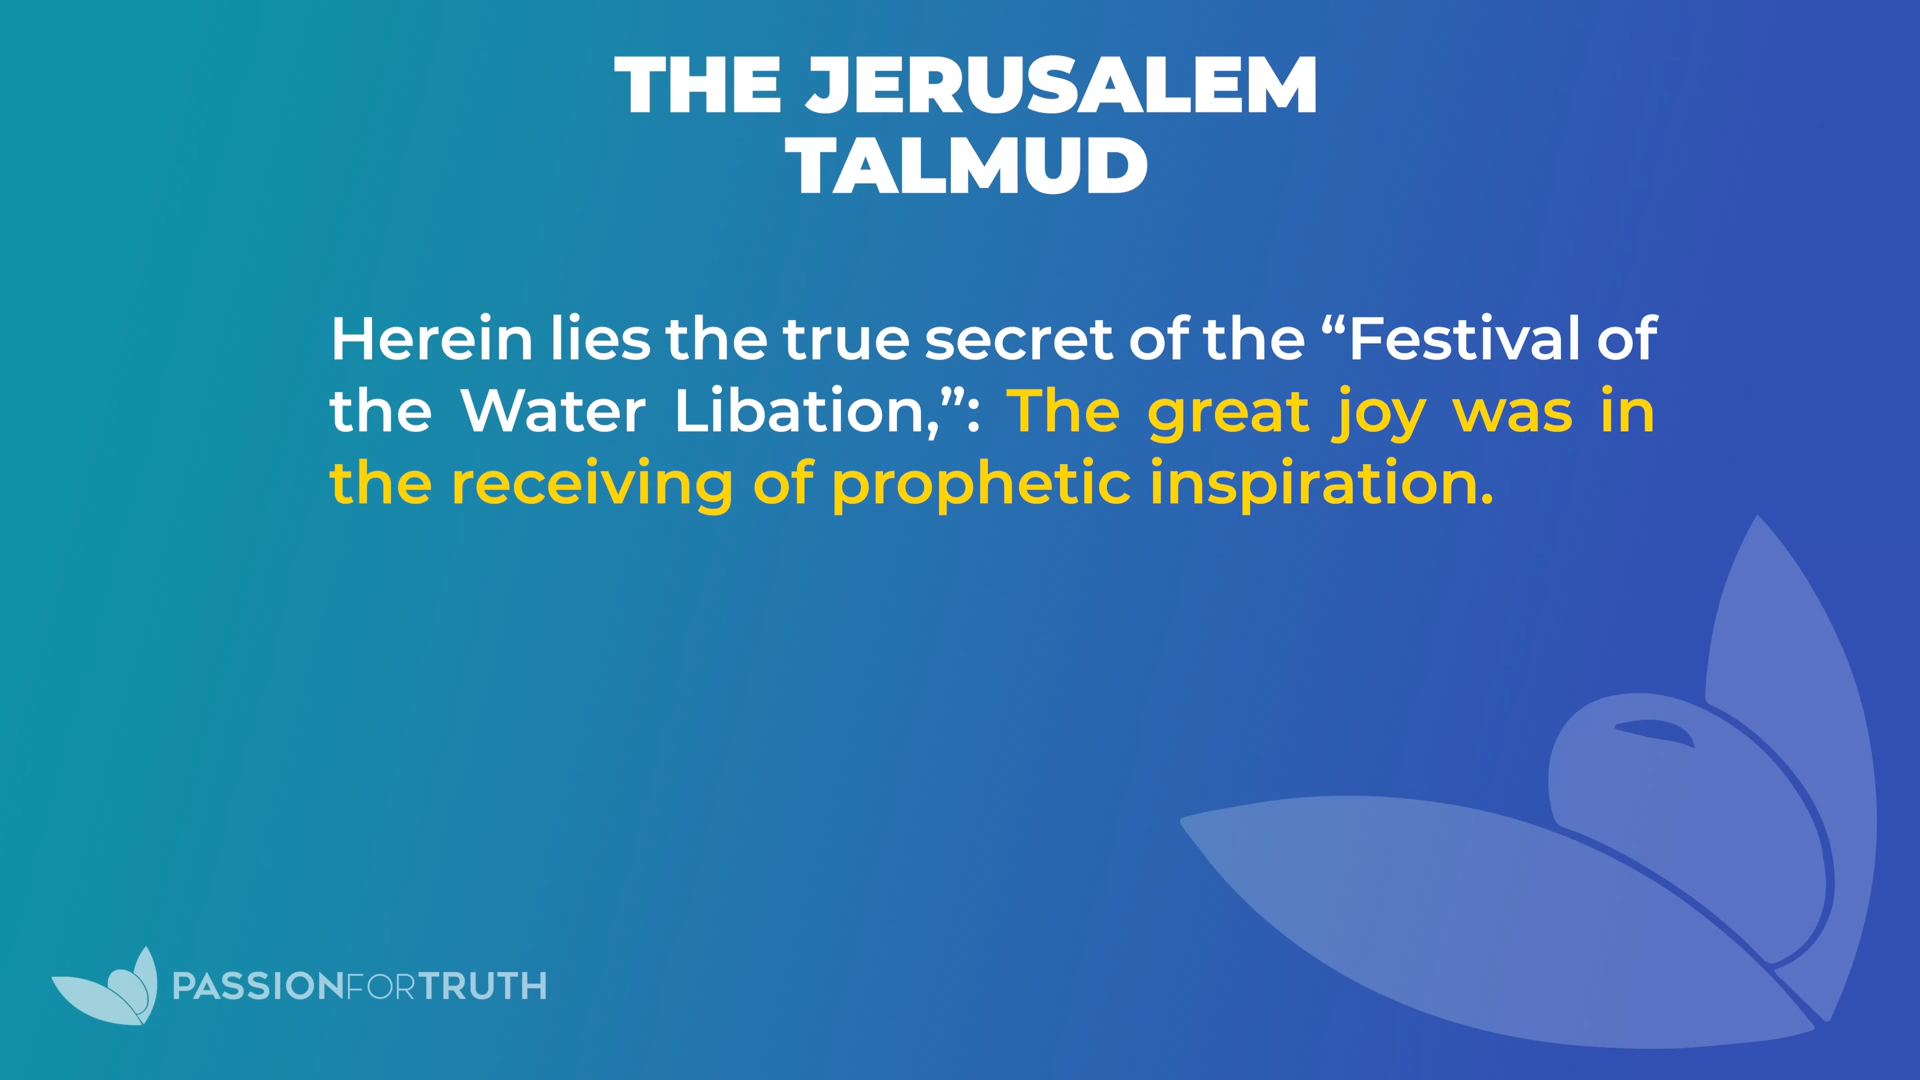 THE JERUSALEM
TALMUD
Herein lies the true secret of the “Festival of
the Water Libation,”: The great joy was in
the receiving of prophetic inspiration.
PASSIONFORTRUTH